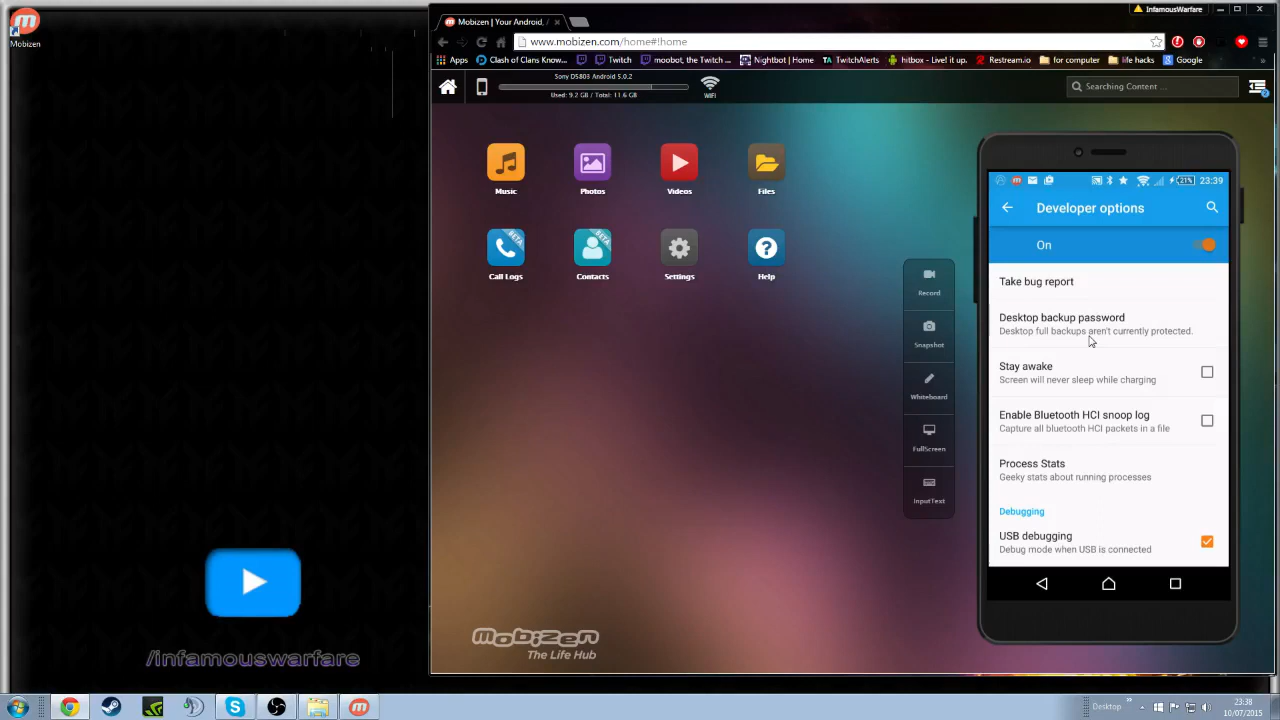 Mobizen
/infamouswarfare
Mobizen | Your Android, /
InfamousWarfare
www.mobizen.com/home#!home
Apps
Clash of Clans Know...
Twitch
moobot, the Twitch ...
Nightbot | Home
TwitchAlerts
hitbox - Live! it up.
Restream.io
for computer
life hacks
Google
Sony D5803 Android 5.0.2
Used: 9.2 GB / Total: 11.6 GB
WIFI
Searching Content ...
Music
Photos
Videos
Files
BETA
Call Logs
BETA
Contacts
Settings
Help
Record
Snapshot
Whiteboard
FullScreen
InputText
21%
23:39
Developer options
On
Take bug report
Desktop backup password
Desktop full backups aren't currently protected.
Stay awake
Screen will never sleep while charging
Enable Bluetooth HCI snoop log
Capture all bluetooth HCI packets in a file
Process Stats
Geeky stats about running processes
Debugging
USB debugging
Debug mode when USB is connected
mobizen
The Life Hub
Desktop
23:38
10/07/2015